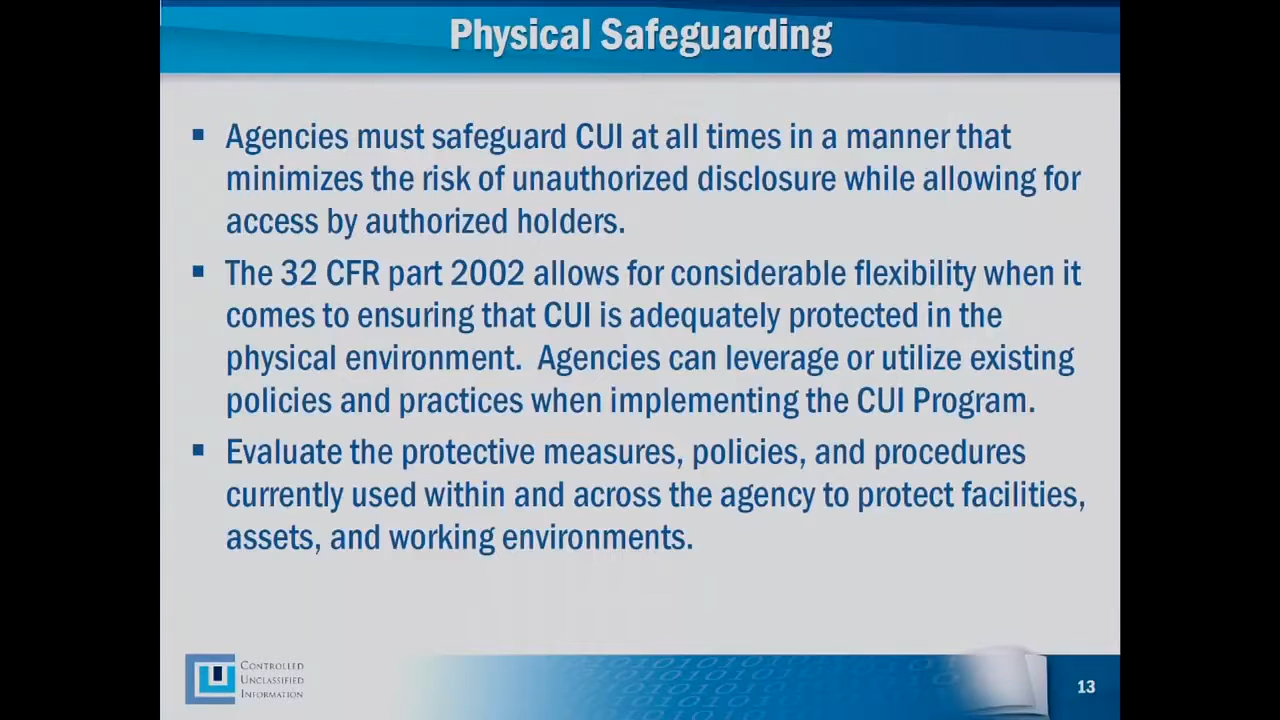 Physical Safeguarding
▪ Agencies must safeguard CUI at all times in a manner that
minimizes the risk of unauthorized disclosure while allowing for
access by authorized holders.
▪ The 32 CFR part 2002 allows for considerable flexibility when it
comes to ensuring that CUI is adequately protected in the
physical environment.  Agencies can leverage or utilize existing
policies and practices when implementing the CUI Program.
▪ Evaluate the protective measures, policies, and procedures
currently used within and across the agency to protect facilities,
assets, and working environments.
CONTROLLED
UNCLASSIFIED
INFORMATION
13